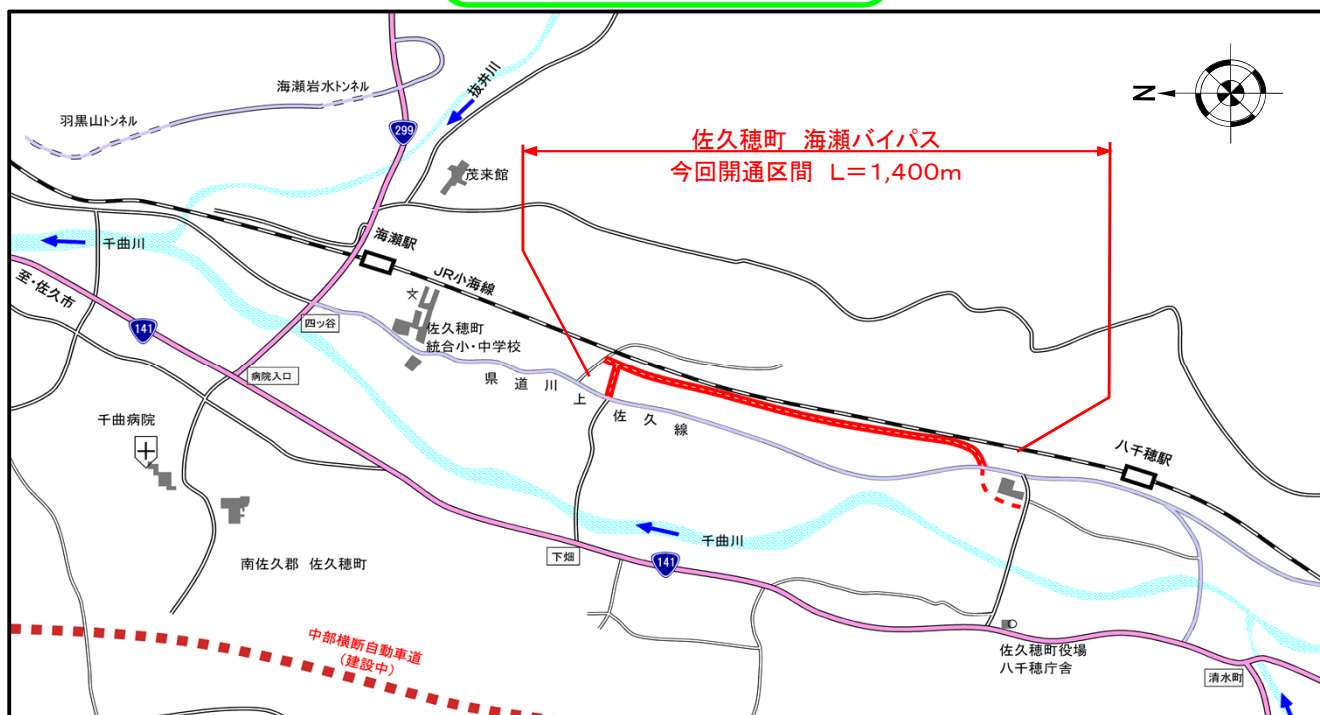 海瀬岩水トンネル
羽黒山トンネル
299
抜井川
N
佐久穂町 海瀬バイパス
今回開通区間 L=1,400m
茂来館
千曲川
海瀬駅
JR小海線
至・佐久市
141
四ッ谷
文
佐久穂町
統合小・中学校
病院入口
県道川上佐久線
千曲病院
八千穂駅
千曲川
下畑
141
南佐久郡 佐久穂町
中部横断自動車道
(建設中)
佐久穂町役場
八千穂庁舎
清水町